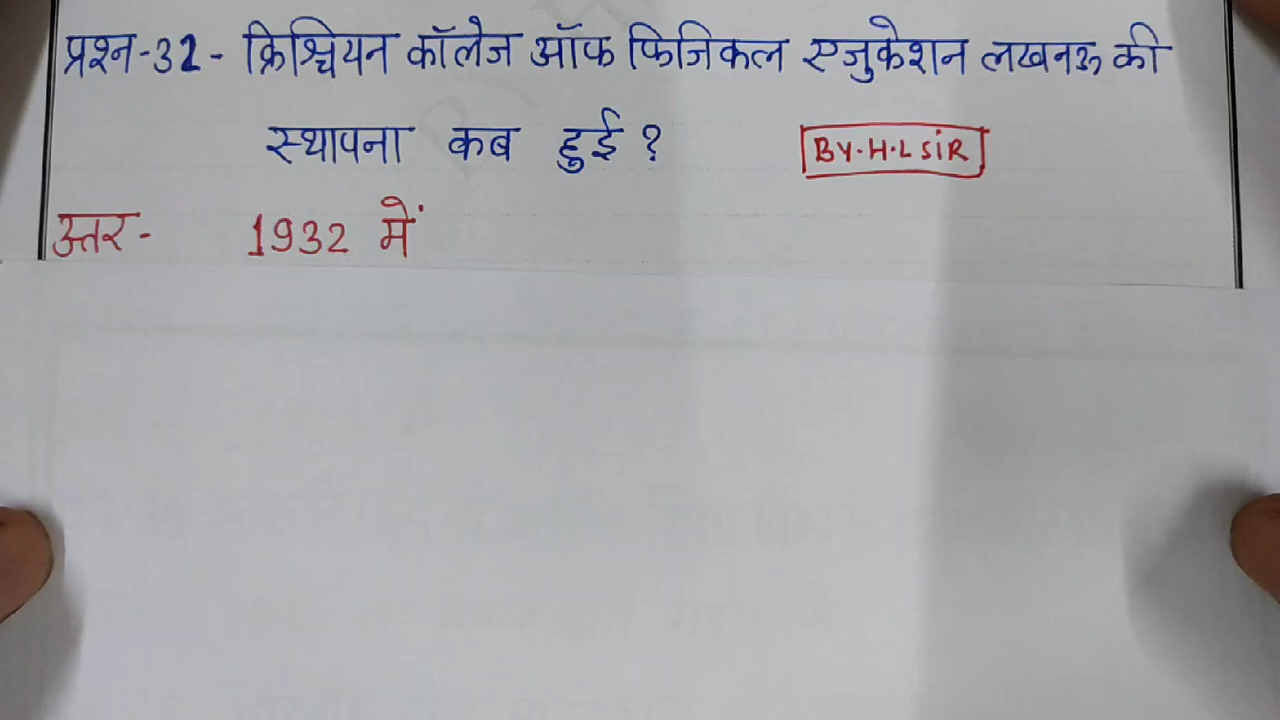 प्रश्न-32- क्रिश्चियन कॉलेज ऑफ फिजिकल एजुकेशन लखनऊ की
स्थापना कब हुई ?
BY.H.L SIR
उत्तर- 1932 में